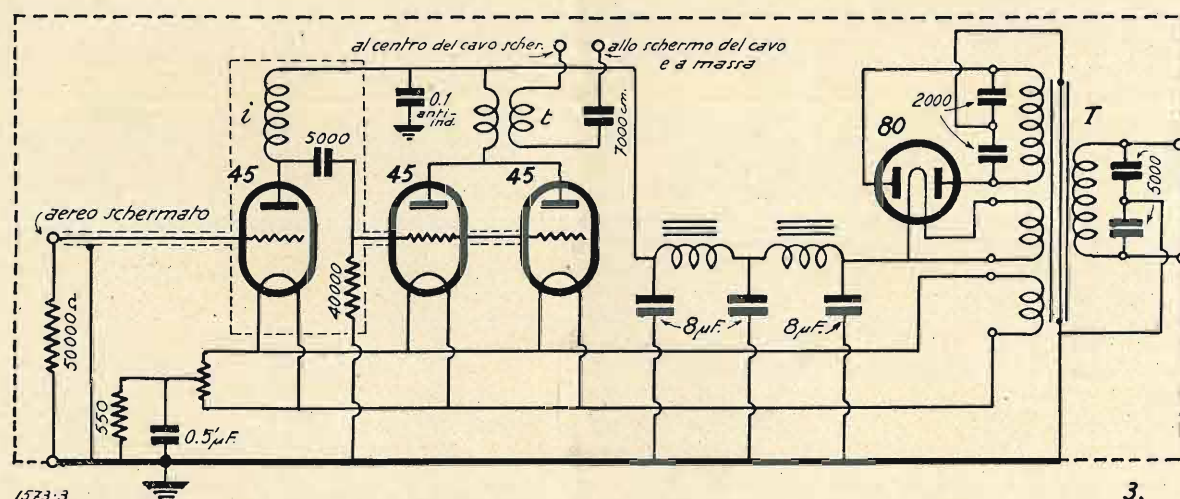 al centro del cavo scher.
allo schermo del cavo
e a massa
i
0.1
anti-
ind.
t
7000 cm.
2000
80
T
5000
5000
45
45
45
aereo schermato
40000
50000Ω
8µF.
8µF.
550
0.5µF.
1573-3
3.